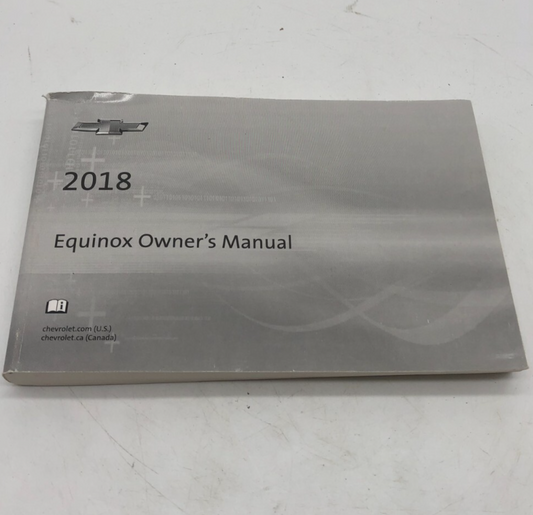 2018
Equinox Owner's Manual
chevrolet.com (U.S.)
chevrolet.ca (Canada)